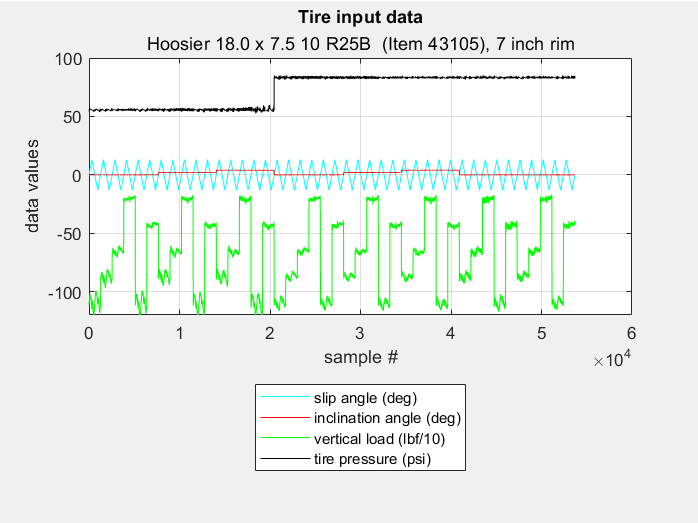 Tire input data
Hoosier 18.0 x 7.5 10 R25B  (Item 43105), 7 inch rim
100
50
0
-50
-100
data values
0
1
2
3
4
5
6
sample #
×10⁴
slip angle (deg)
inclination angle (deg)
vertical load (lbf/10)
tire pressure (psi)